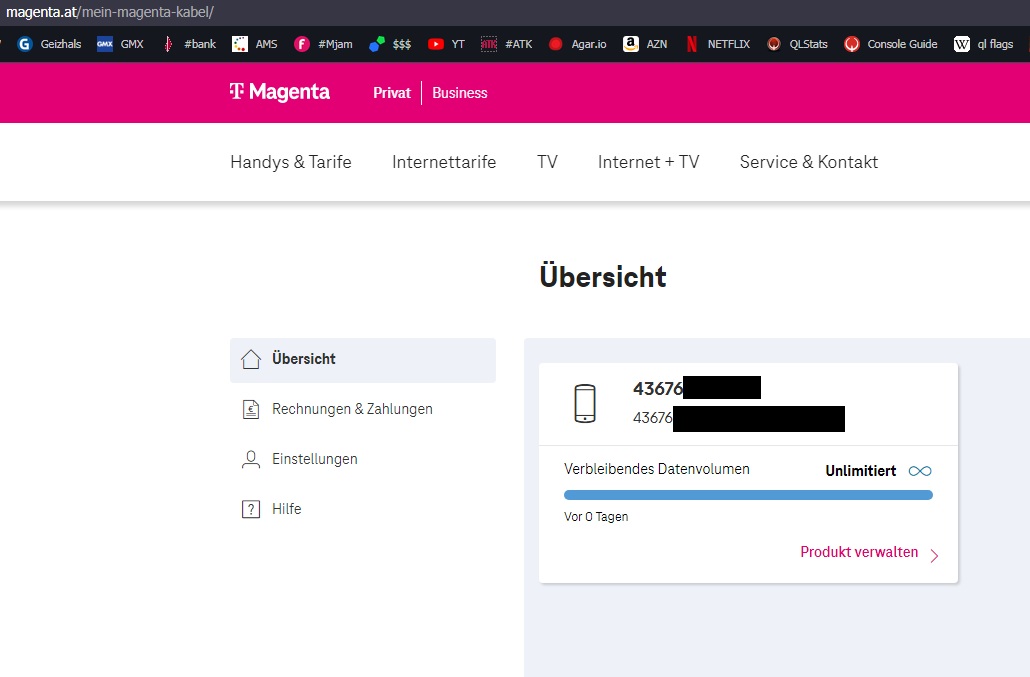 magenta.at/mein-magenta-kabel/
Geizhals GMX GMX #bank AMS #Mjam $$$ YT #ATK Agar.io AZN NETFLIX QLStats Console Guide ql flags
T Magenta Privat Business
Handys & Tarife Internettarife TV Internet + TV Service & Kontakt
Übersicht
Übersicht
Rechnungen & Zahlungen
Einstellungen
Hilfe
43676
43676
Verbleibendes Datenvolumen Unlimitiert
Vor 0 Tagen
Produkt verwalten